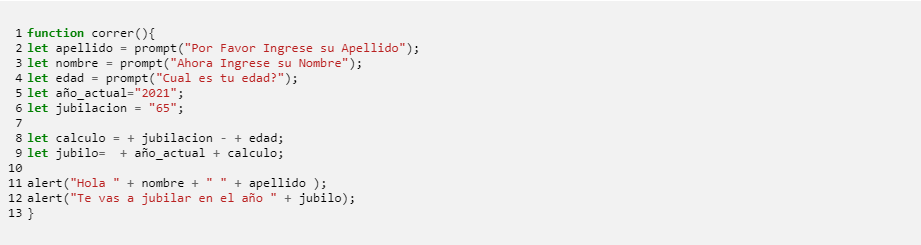 1 function correr(){
2 let apellido = prompt("Por Favor Ingrese su Apellido");
3 let nombre = prompt("Ahora Ingrese su Nombre");
4 let edad = prompt("Cual es tu edad?");
5 let año_actual="2021";
6 let jubilacion = "65";
7
8 let calculo = + jubilacion - + edad;
9 let jubilo=  + año_actual + calculo;
10
11 alert("Hola " + nombre + " " + apellido );
12 alert("Te vas a jubilar en el año " + jubilo);
13 }